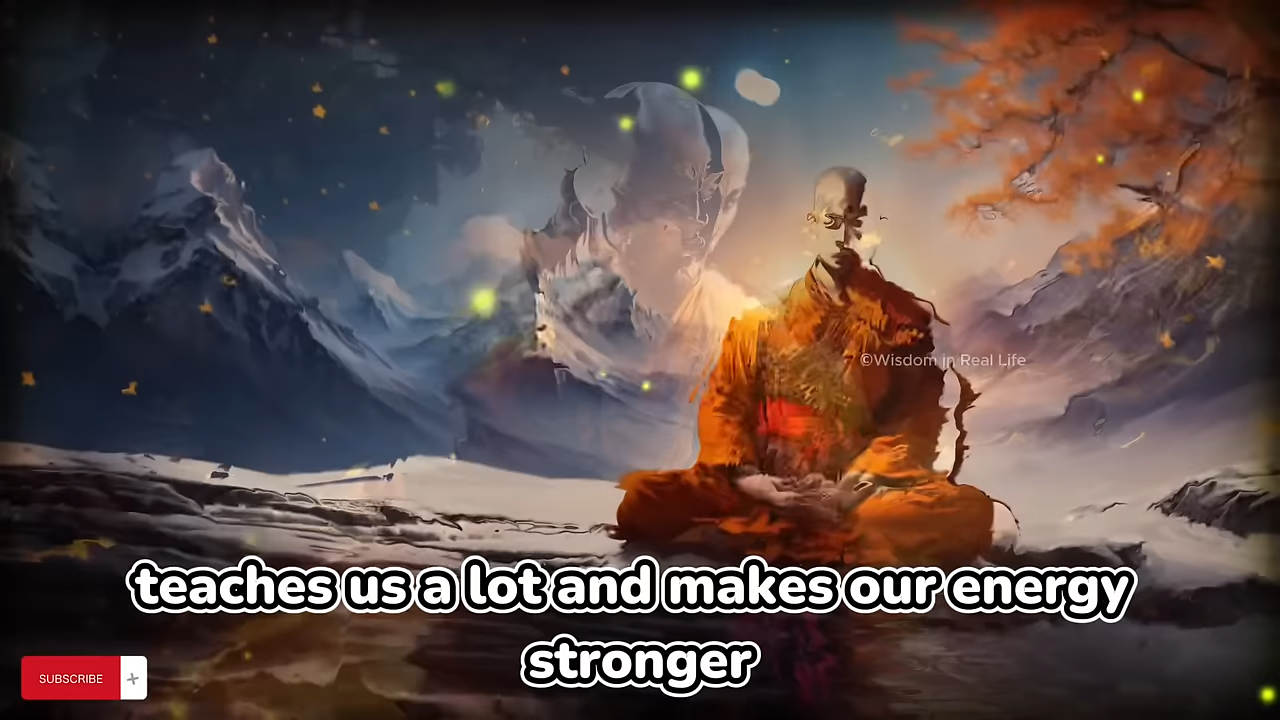 ©Wisdom in Real Life
teaches us a lot and makes our energy
stronger
SUBSCRIBE +